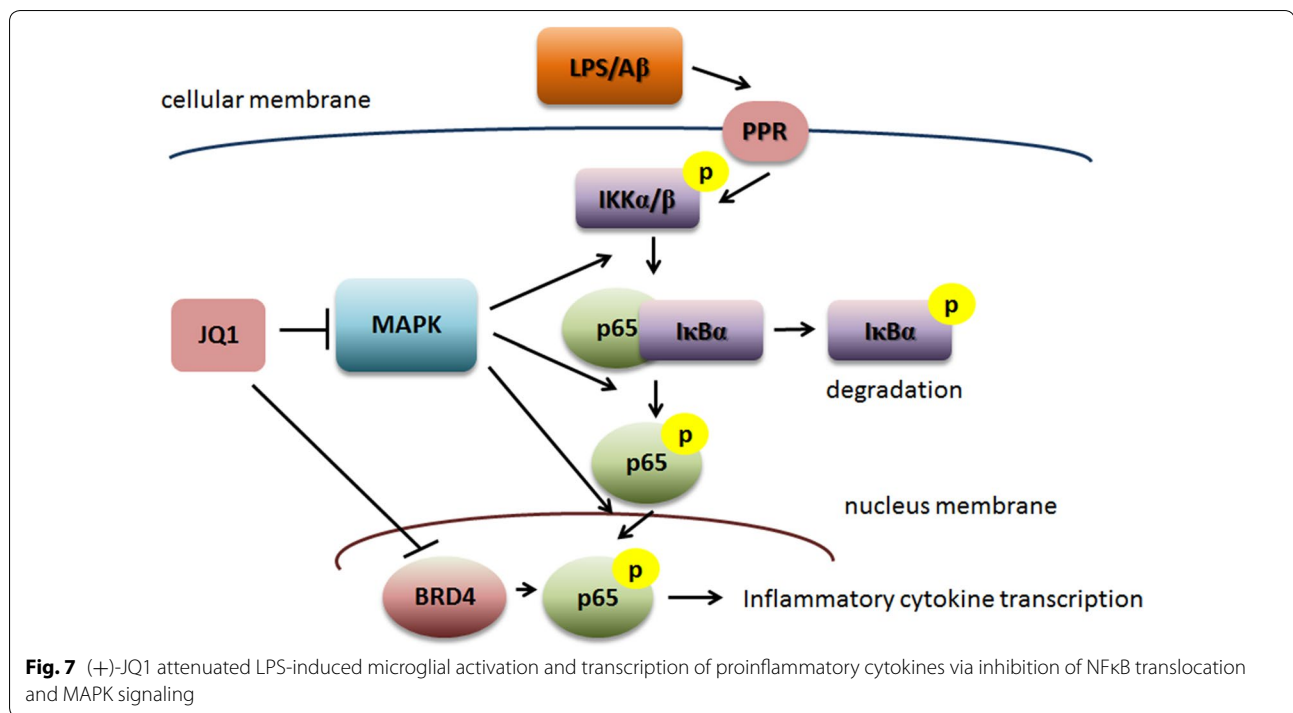 LPS/Aβ
cellular membrane
PPR
p
IKKα/β
JQ1
MAPK
p65
IκBα
p
IκBα
degradation
p
p65
nucleus membrane
p
BRD4
p65
Inflammatory cytokine transcription
Fig. 7 (+)-JQ1 attenuated LPS-induced microglial activation and transcription of proinflammatory cytokines via inhibition of NFκB translocation
and MAPK signaling